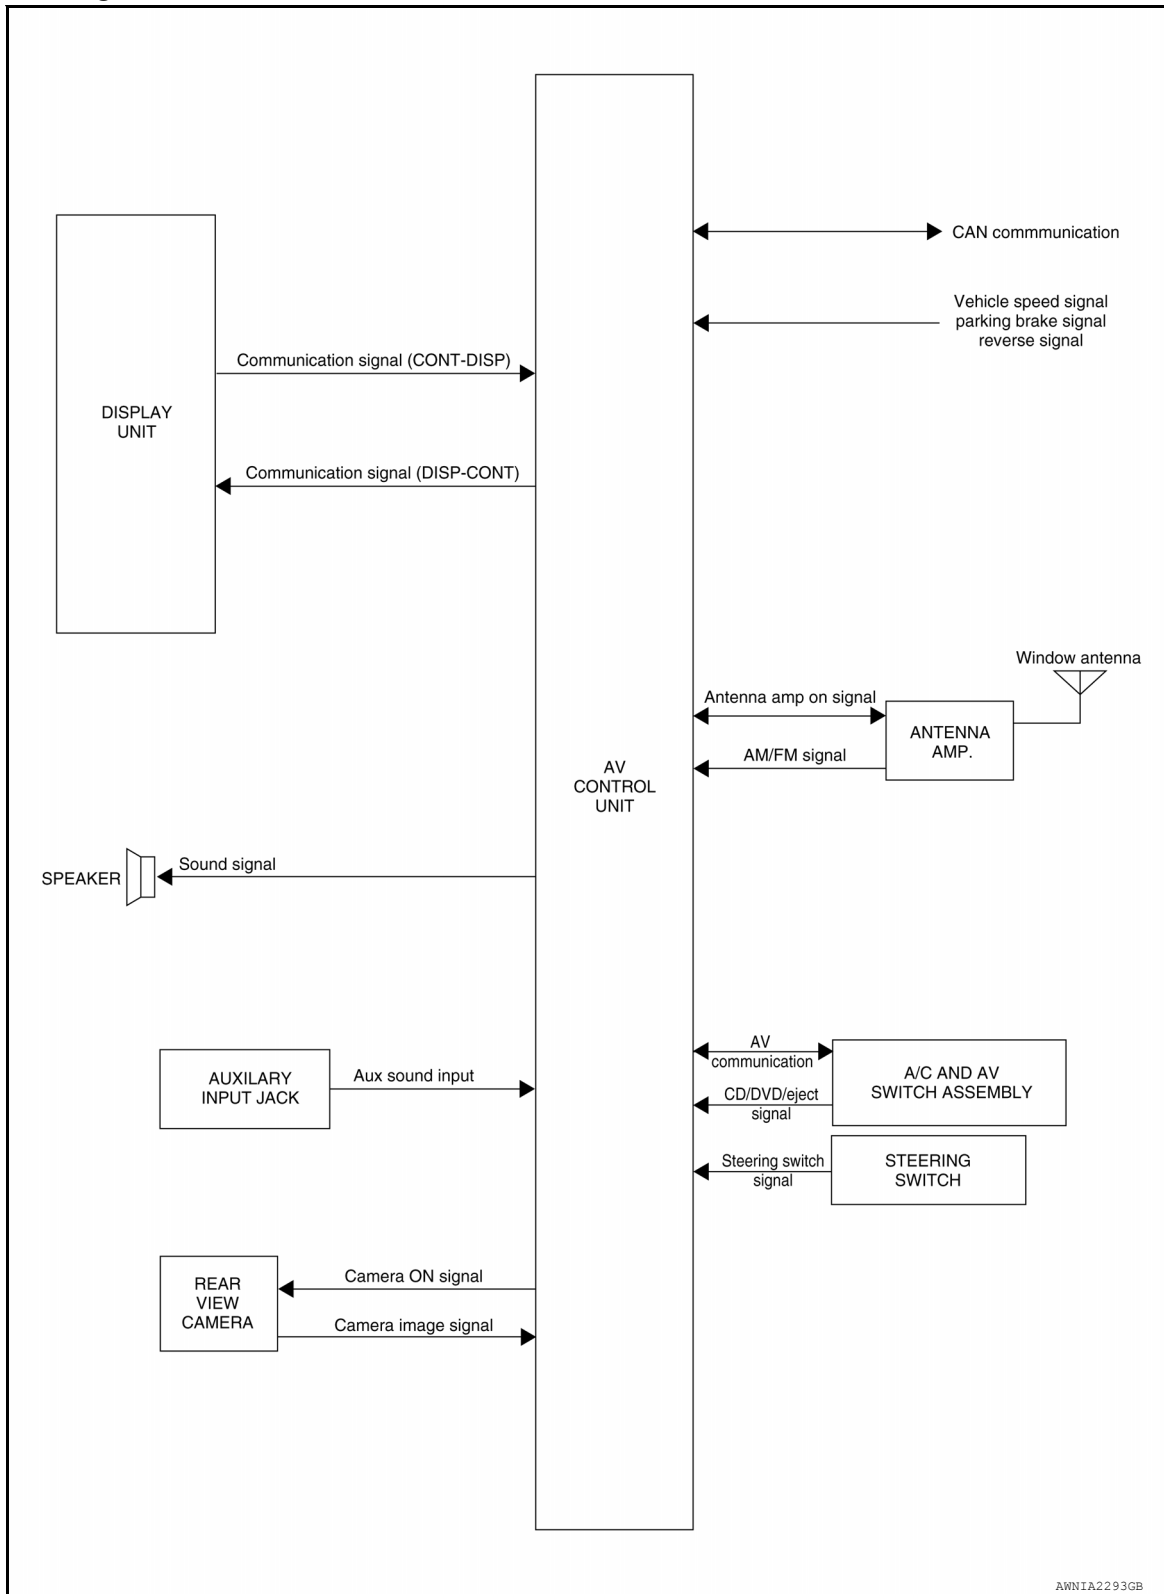 CAN commmunication
Vehicle speed signal
parking brake signal
reverse signal
Communication signal (CONT-DISP)
DISPLAY
UNIT
Communication signal (DISP-CONT)
Window antenna
Antenna amp on signal
ANTENNA
AMP.
AM/FM signal
AV
CONTROL
UNIT
Sound signal
SPEAKER
AV
communication
A/C AND AV
SWITCH ASSEMBLY
CD/DVD/eject
signal
AUXILARY
INPUT JACK
Aux sound input
Steering switch
signal
STEERING
SWITCH
REAR
VIEW
CAMERA
Camera ON signal
Camera image signal
AWNIA2293GB